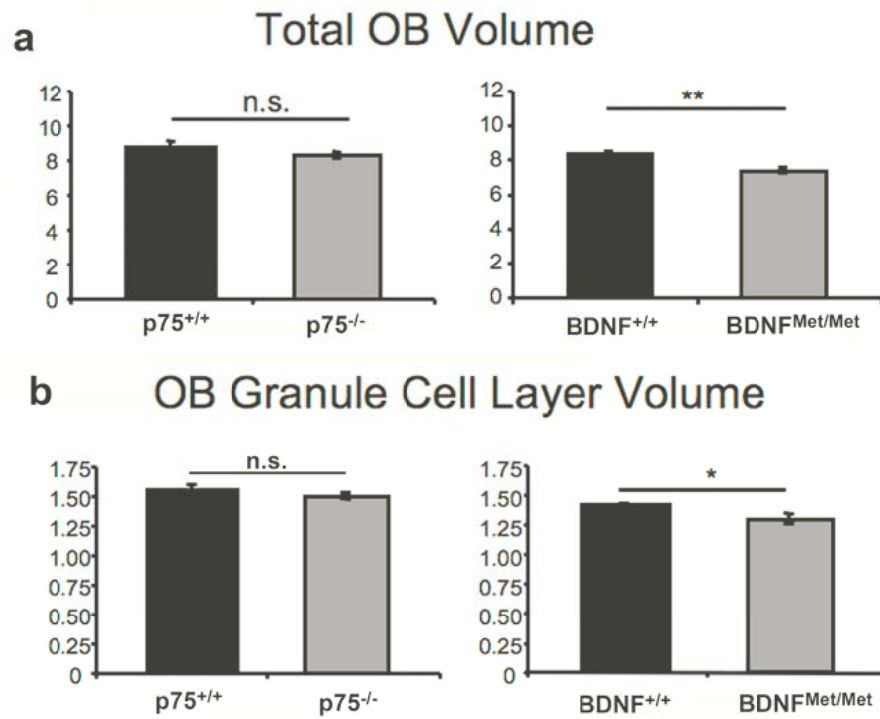 a
Total OB Volume
12
10
8
6
4
2
0
n.s.
p75+/+
p75-/-
12
10
8
6
4
2
0
**
BDNF+/+
BDNFMet/Met
b
OB Granule Cell Layer Volume
1.75
1.50
1.25
1.00
0.75
0.50
0.25
0
n.s.
p75+/+
p75-/-
1.75
1.50
1.25
1.00
0.75
0.50
0.25
0
*
BDNF+/+
BDNFMet/Met